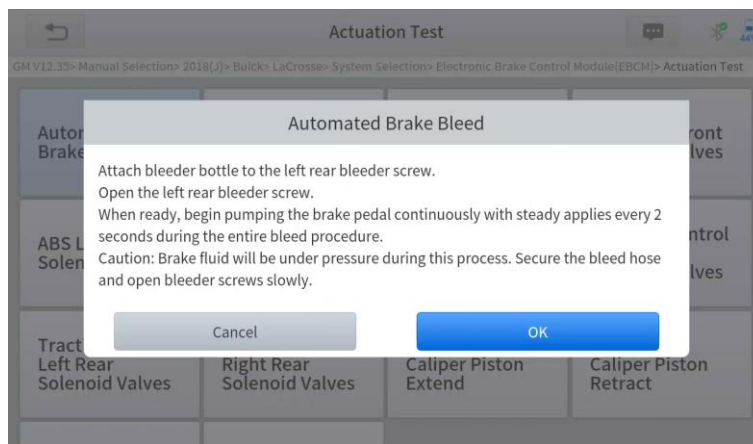 Actuation Test
GM V12.35> Manual Selection> 2018(J)> Buick> LaCrosse> System Selection> Electronic Brake Control Module(EBCM)> Actuation Test
Automated Brake Bleed
Attach bleeder bottle to the left rear bleeder screw.
Open the left rear bleeder screw.
When ready, begin pumping the brake pedal continuously with steady applies every 2
seconds during the entire bleed procedure.
Caution: Brake fluid will be under pressure during this process. Secure the bleed hose
and open bleeder screws slowly.
Cancel
OK
Left Rear
Solenoid Valves
Right Rear
Solenoid Valves
Caliper Piston
Extend
Caliper Piston
Retract